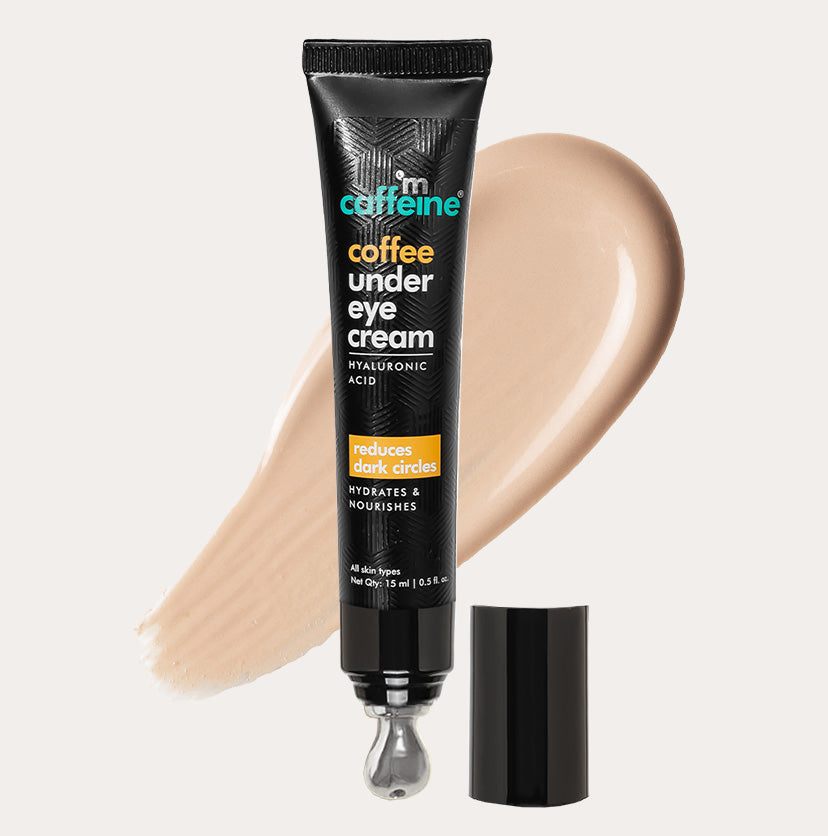 'm
caffeine®
coffee
under
eye
cream
HYALURONIC
ACID
reduces
dark circles
HYDRATES &
NOURISHES
All skin types
Net Qty: 15 ml | 0.5 fl. oz.